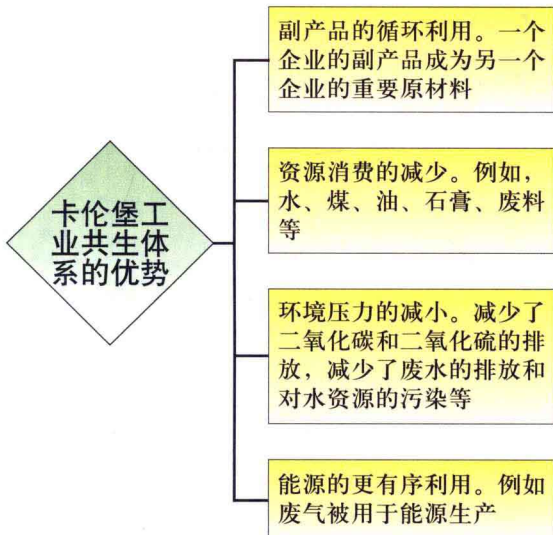 卡伦堡工
业共生体
系的优势
副产品的循环利用。一个
企业的副产品成为另一个
企业的重要原材料
资源消费的减少。例如，
水、煤、油、石膏、废料
等
环境压力的减小。减少了
二氧化碳和二氧化硫的排
放，减少了废水的排放和
对水资源的污染等
能源的更有序利用。例如
废气被用于能源生产